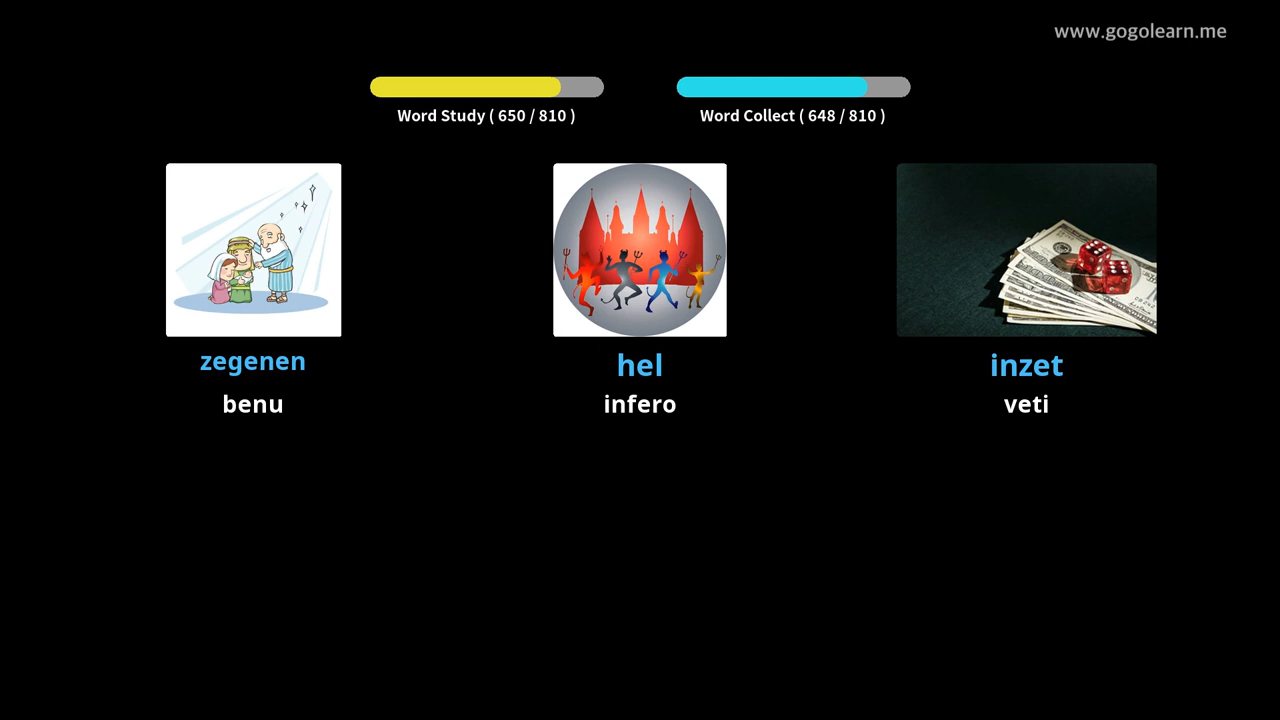 www.gogolearn.me
Word Study ( 650 / 810 )
Word Collect ( 648 / 810 )
zegenen
hel
inzet
benu
infero
veti